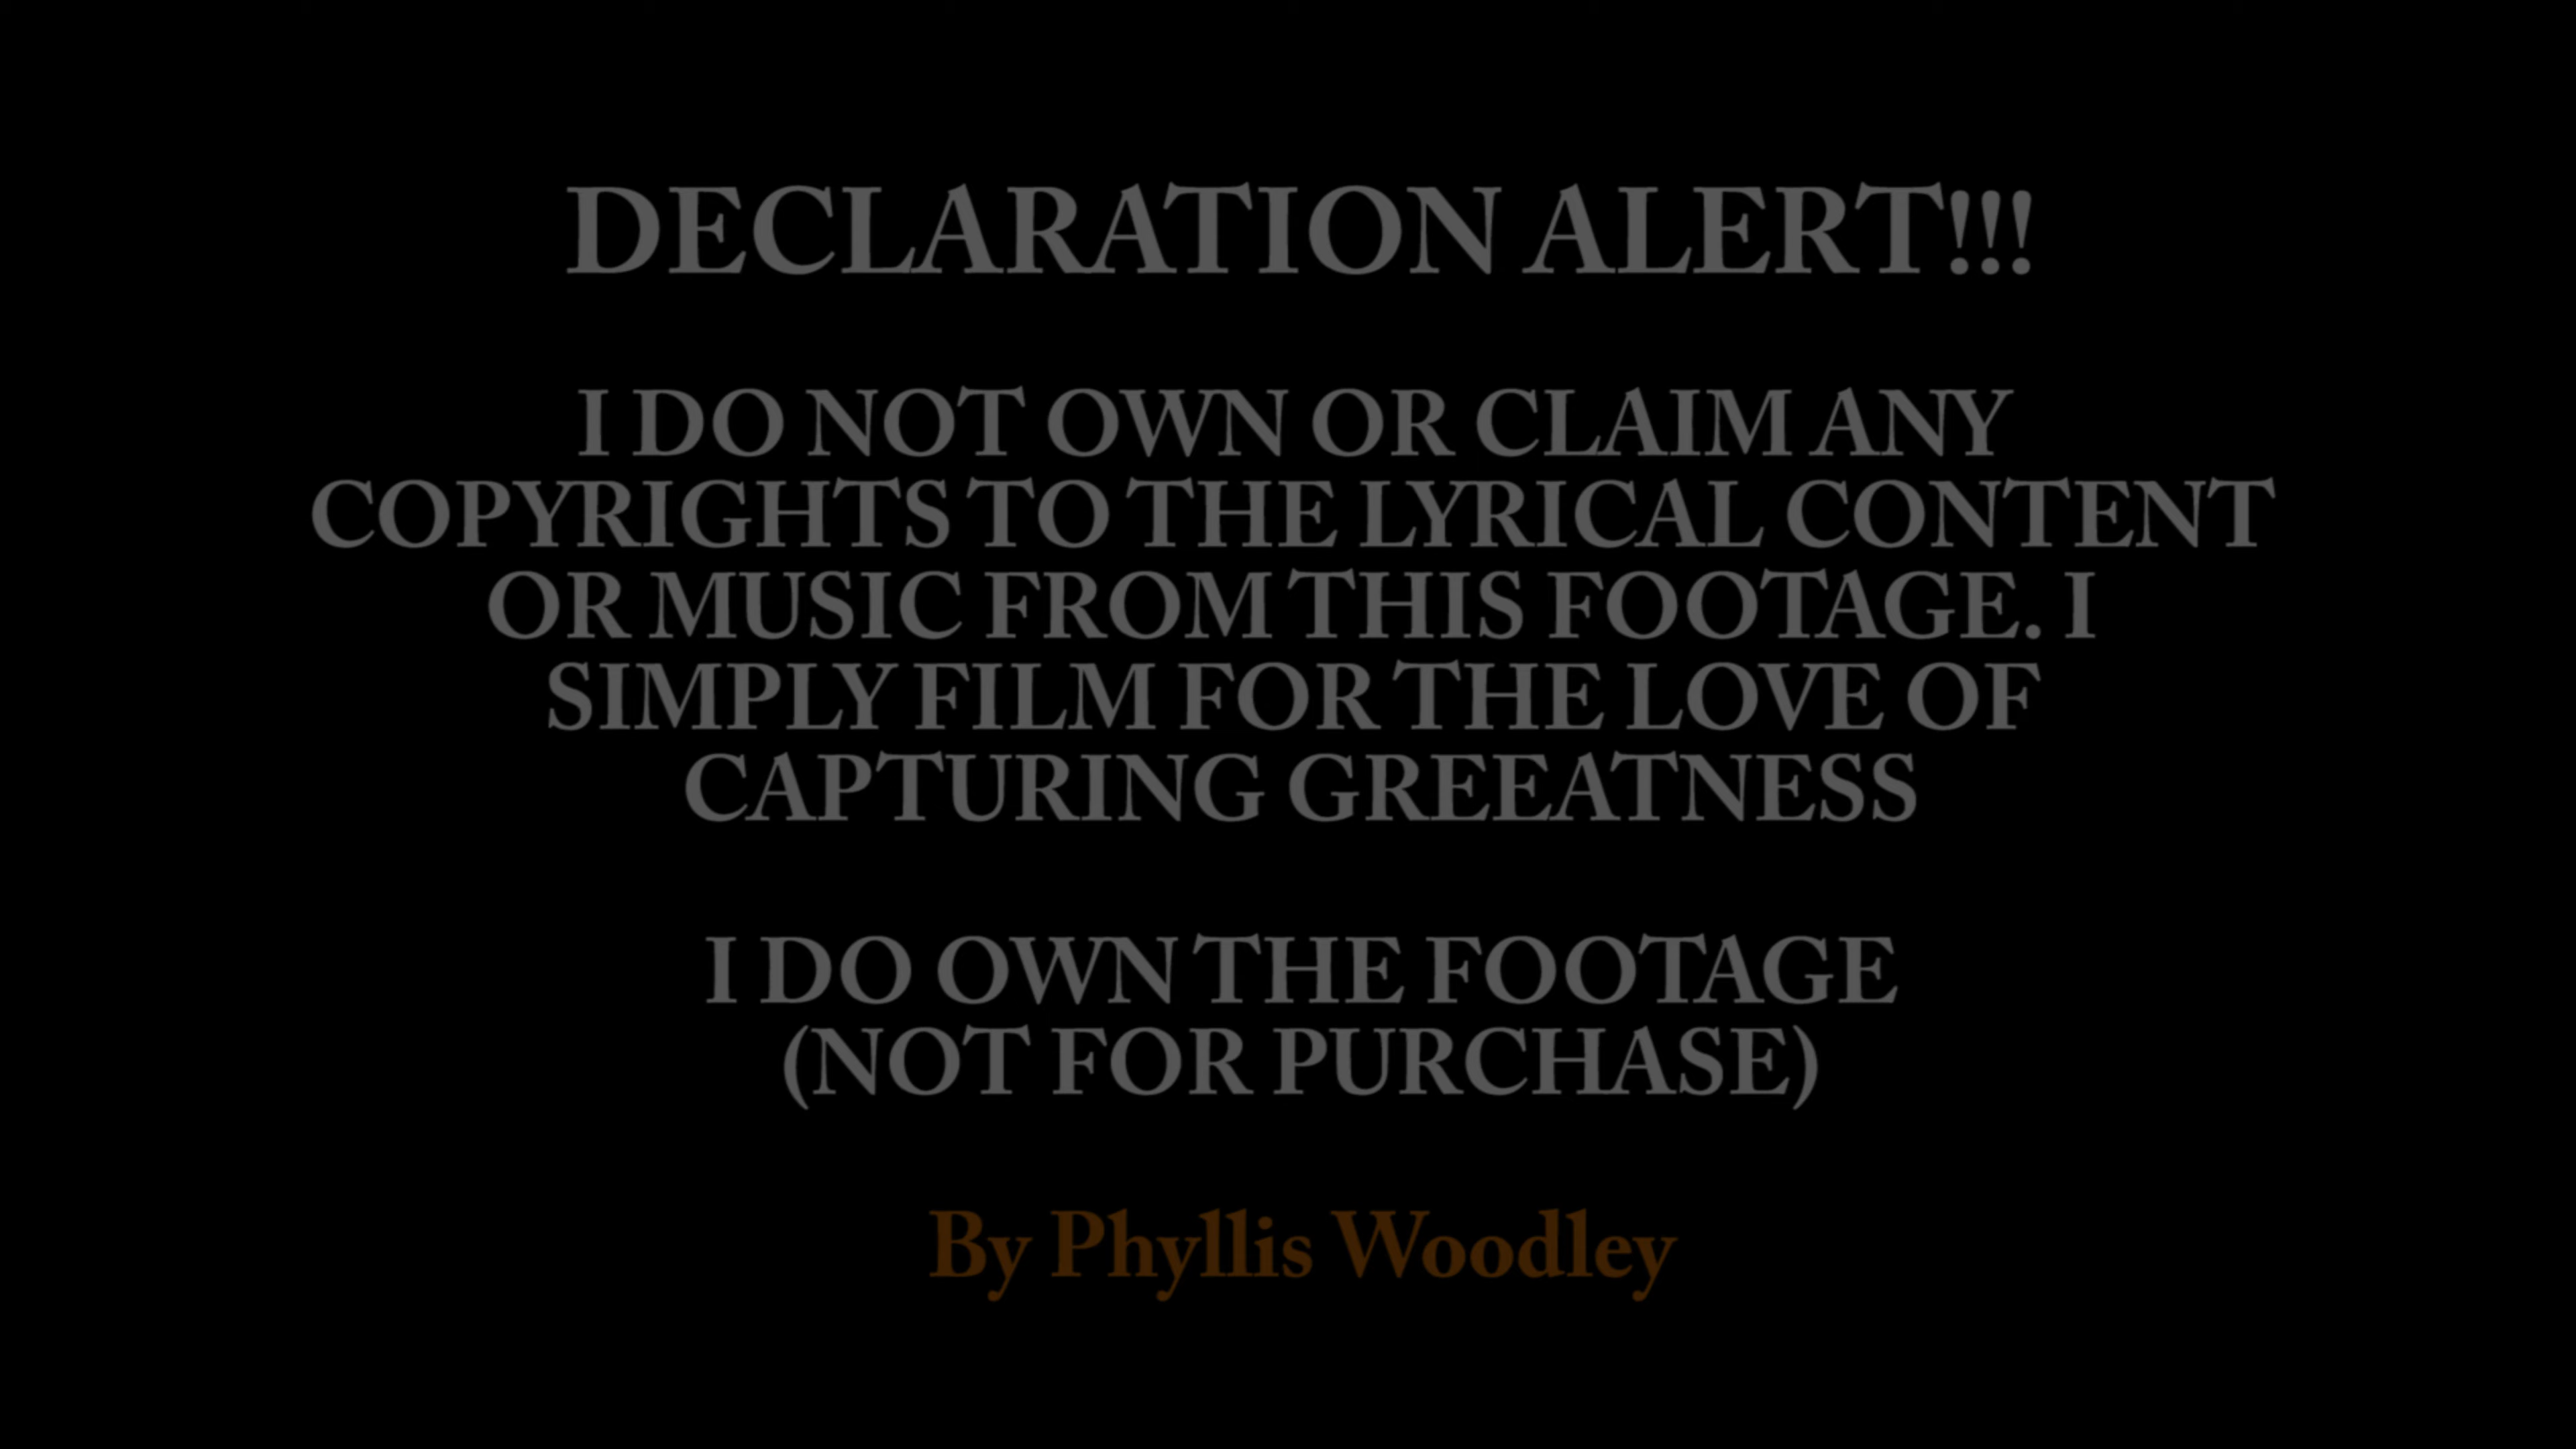 DECLARATION ALERT!!!
I DO NOT OWN OR CLAIM ANY
COPYRIGHTS TO THE LYRICAL CONTENT
OR MUSIC FROM THIS FOOTAGE. I
SIMPLY FILM FOR THE LOVE OF
CAPTURING GREEATNESS
I DO OWN THE FOOTAGE
(NOT FOR PURCHASE)
By Phyllis Woodley